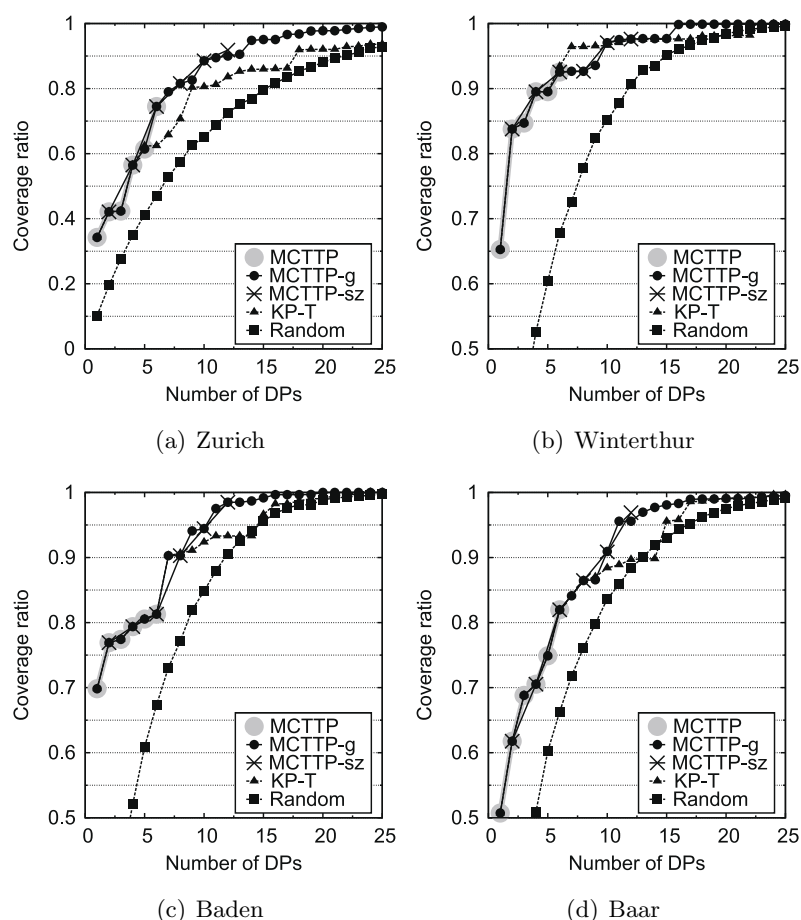 1
0.8
0.6
0.4
0.2
0
0 5 10 15 20 25
Coverage ratio
Number of DPs
MCTTP
MCTTP-g
MCTTP-sz
KP-T
Random
(a) Zurich
1
0.9
0.8
0.7
0.6
0.5
0 5 10 15 20 25
Coverage ratio
Number of DPs
MCTTP
MCTTP-g
MCTTP-sz
KP-T
Random
(b) Winterthur
1
0.9
0.8
0.7
0.6
0.5
0 5 10 15 20 25
Coverage ratio
Number of DPs
MCTTP
MCTTP-g
MCTTP-sz
KP-T
Random
(c) Baden
1
0.9
0.8
0.7
0.6
0.5
0 5 10 15 20 25
Coverage ratio
Number of DPs
MCTTP
MCTTP-g
MCTTP-sz
KP-T
Random
(d) Baar